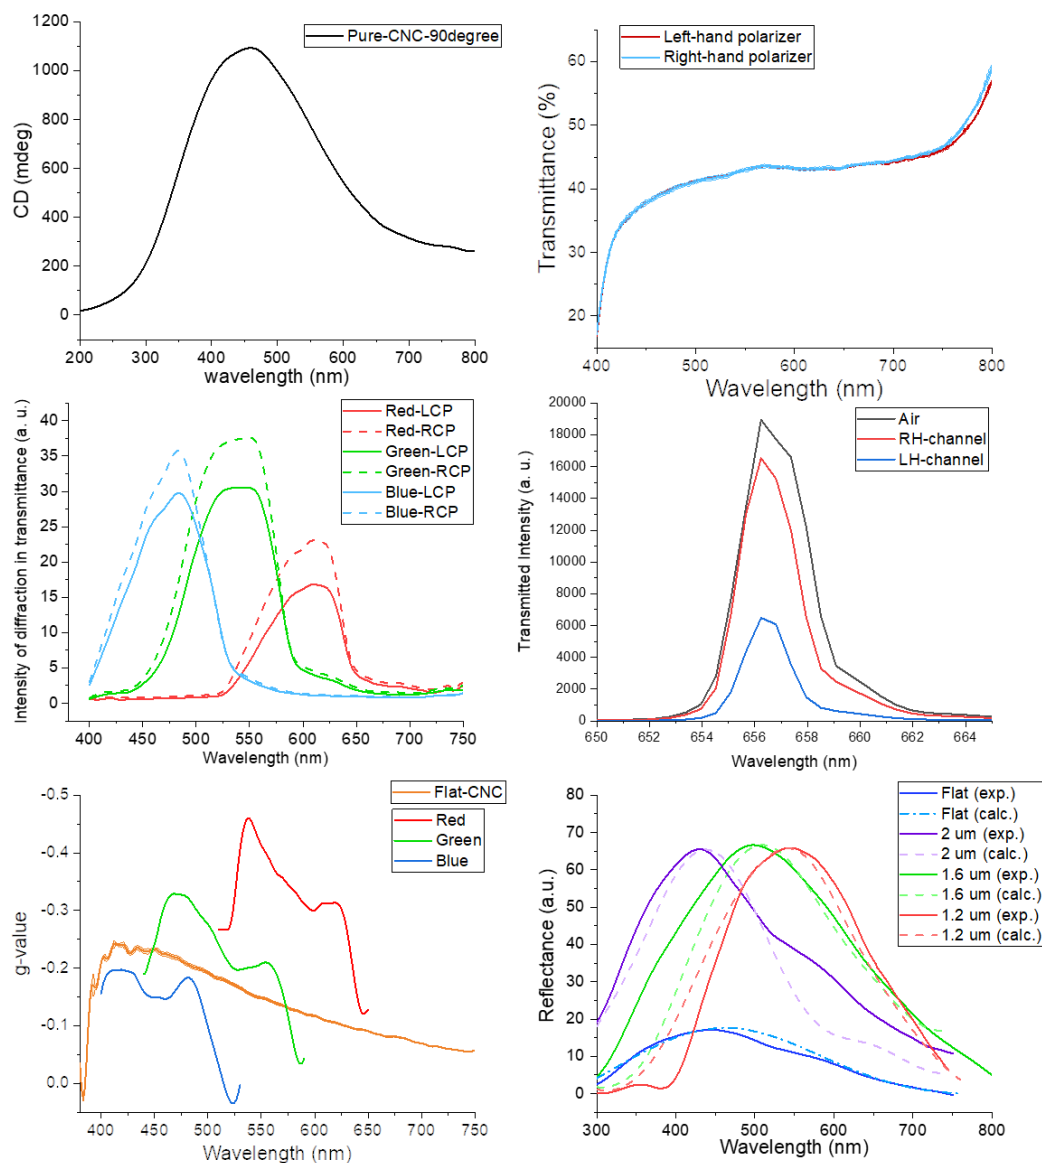 1200
1000
800
600
400
200
0
CD (mdeg)
Pure-CNC-90degree
200 300 400 500 600 700 800
wavelength (nm)
60
50
40
30
20
Transmittance (%)
Left-hand polarizer
Right-hand polarizer
400 500 600 700 800
Wavelength (nm)
40
35
30
25
20
15
10
5
0
Intensity of diffraction in transmittance (a. u.)
Red-LCP
Red-RCP
Green-LCP
Green-RCP
Blue-LCP
Blue-RCP
400 450 500 550 600 650 700 750
Wavelength (nm)
20000
18000
16000
14000
12000
10000
8000
6000
4000
2000
0
Transmitted Intensity (a. u.)
Air
RH-channel
LH-channel
650 652 654 656 658 660 662 664
Wavelength (nm)
-0.5
-0.4
-0.3
-0.2
-0.1
0.0
g-value
Flat-CNC
Red
Green
Blue
400 450 500 550 600 650 700 750
Wavelength (nm)
80
70
60
50
40
30
20
10
0
Reflectance (a.u.)
Flat (exp.)
Flat (calc.)
2 um (exp.)
2 um (calc.)
1.6 um (exp.)
1.6 um (calc.)
1.2 um (exp.)
1.2 um (calc.)
300 400 500 600 700 800
Wavelength (nm)